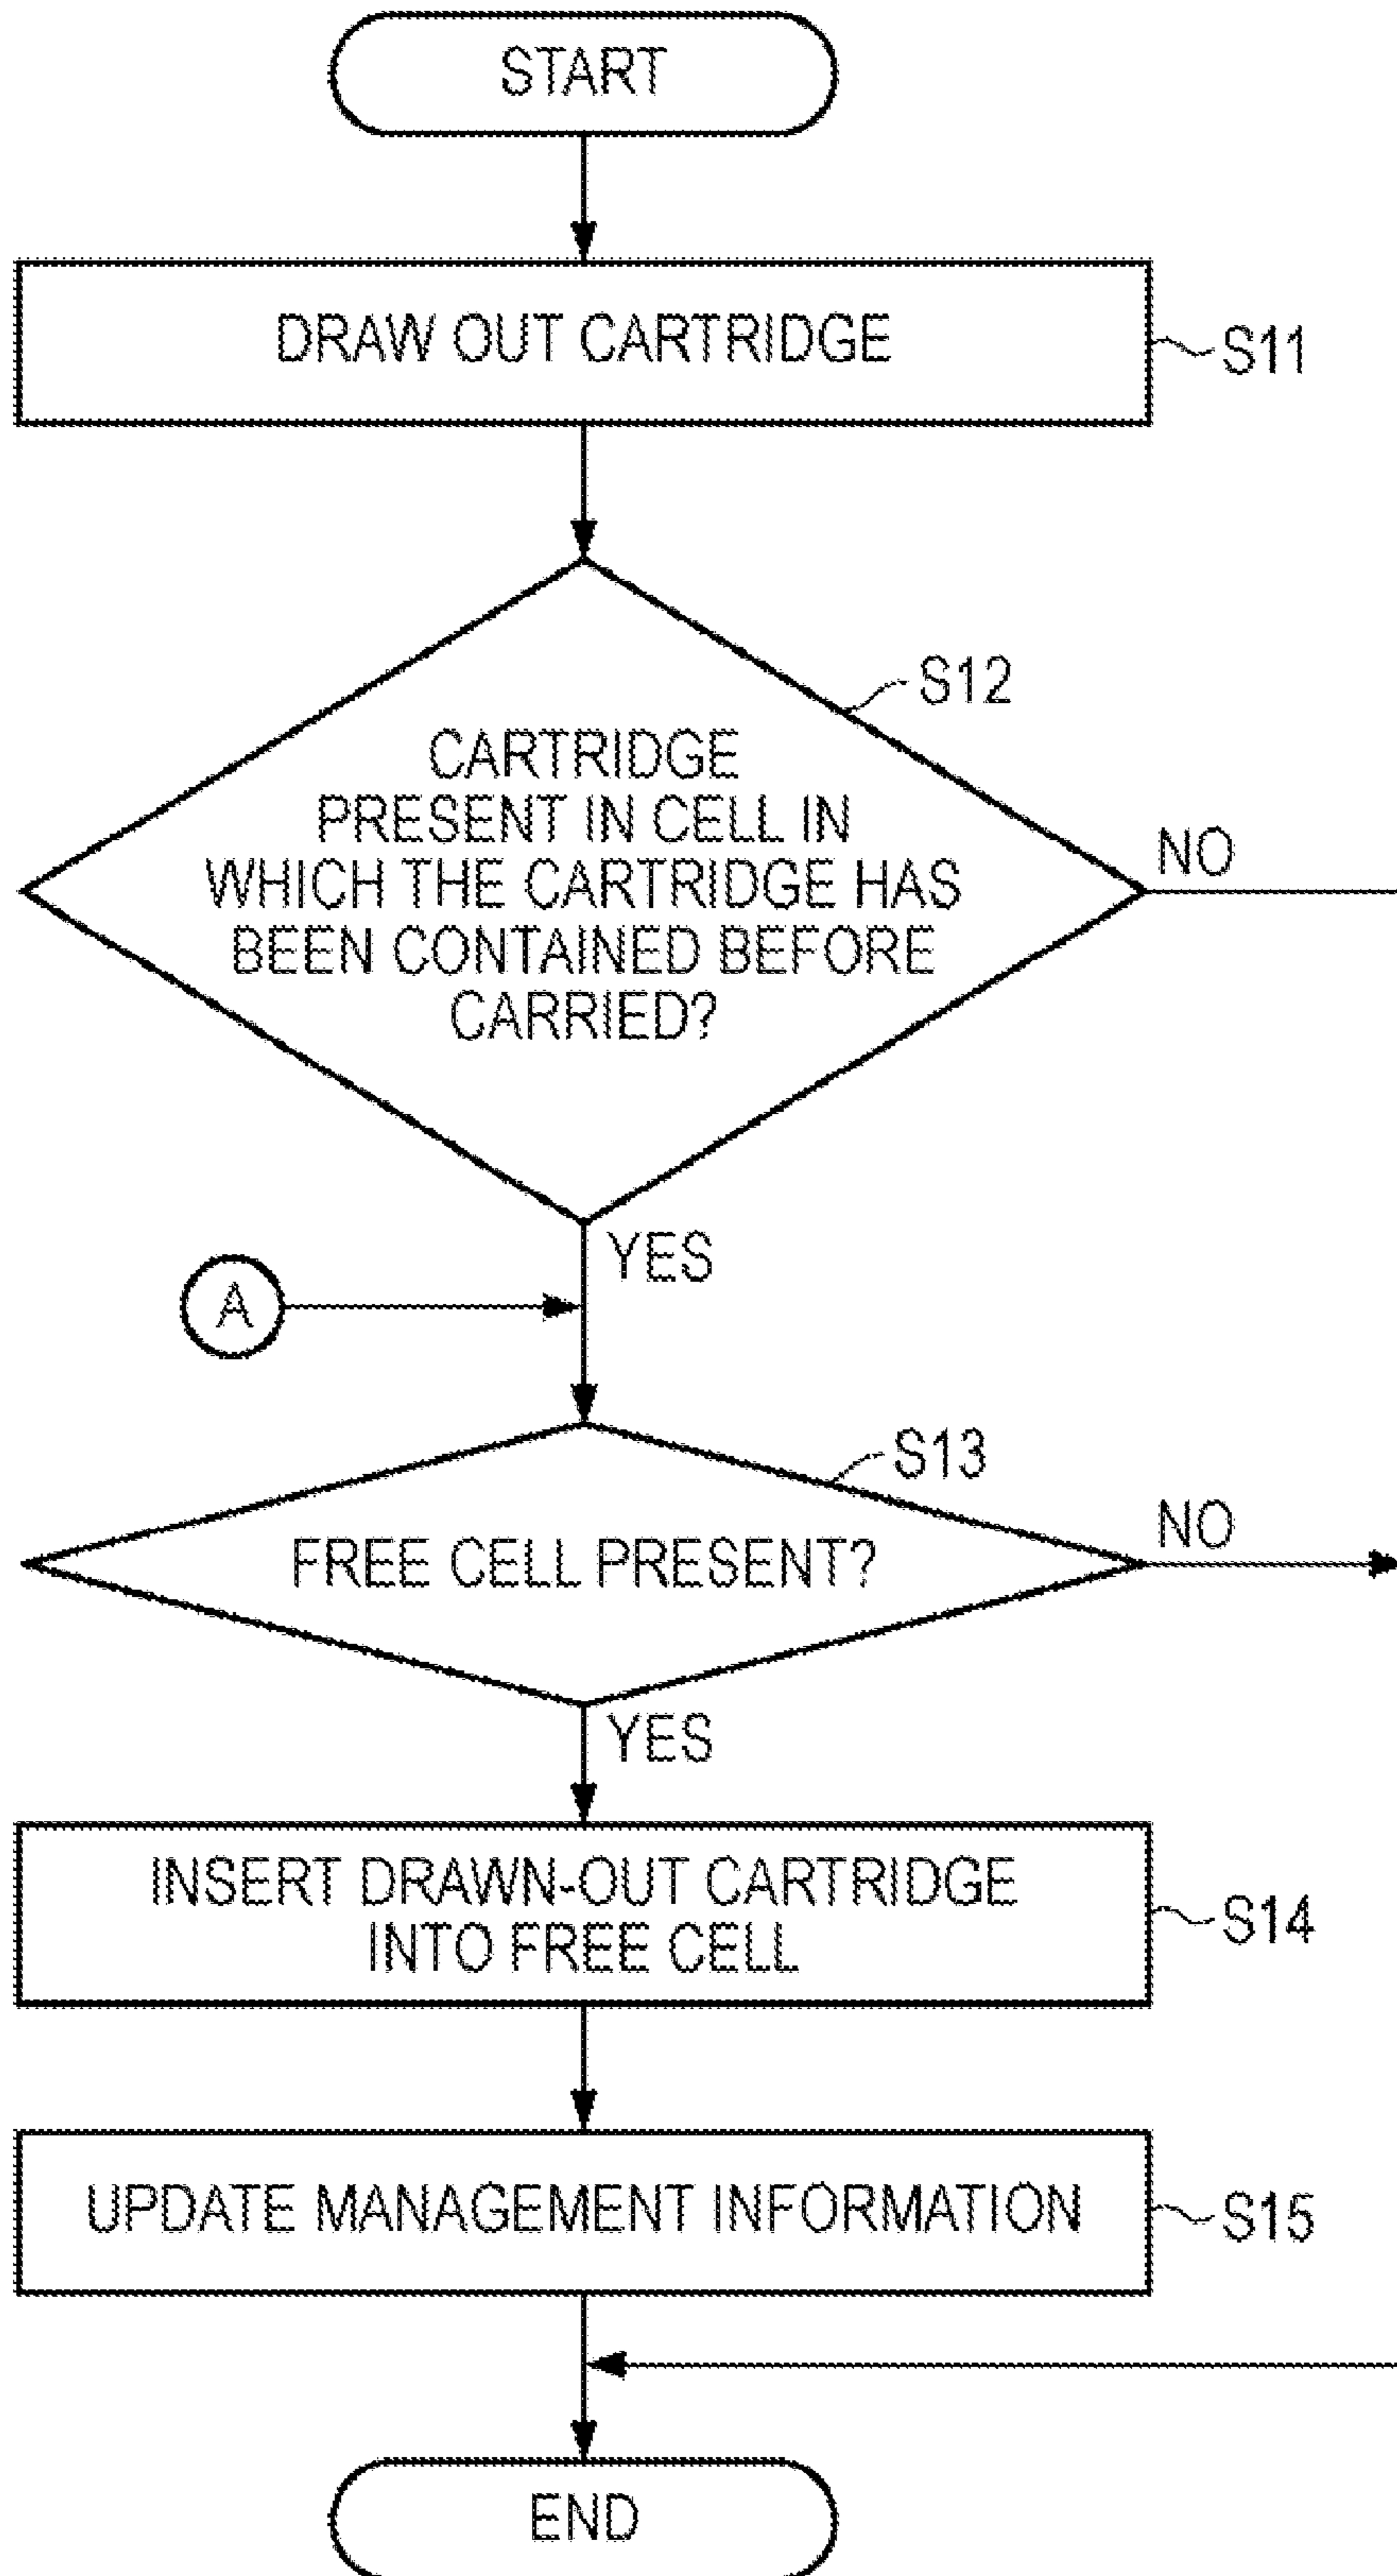 START
DRAW OUT CARTRIDGE
S11
S12
CARTRIDGE
PRESENT IN CELL IN
WHICH THE CARTRIDGE HAS
BEEN CONTAINED BEFORE
CARRIED?
NO
YES
A
S13
FREE CELL PRESENT?
NO
YES
INSERT DRAWN-OUT CARTRIDGE
INTO FREE CELL
S14
UPDATE MANAGEMENT INFORMATION
S15
END